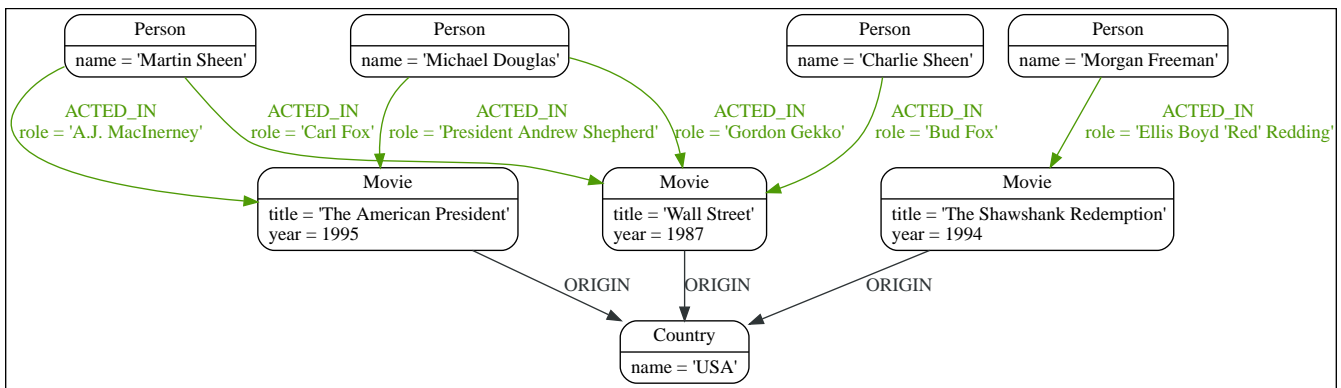 Person
name = 'Martin Sheen'
Person
name = 'Michael Douglas'
Person
name = 'Charlie Sheen'
Person
name = 'Morgan Freeman'
ACTED_IN
role = 'A.J. MacInerney'
ACTED_IN
role = 'Carl Fox'
ACTED_IN
role = 'President Andrew Shepherd'
ACTED_IN
role = 'Gordon Gekko'
ACTED_IN
role = 'Bud Fox'
ACTED_IN
role = 'Ellis Boyd 'Red' Redding'
Movie
title = 'The American President'
year = 1995
Movie
title = 'Wall Street'
year = 1987
Movie
title = 'The Shawshank Redemption'
year = 1994
ORIGIN
ORIGIN
ORIGIN
Country
name = 'USA'